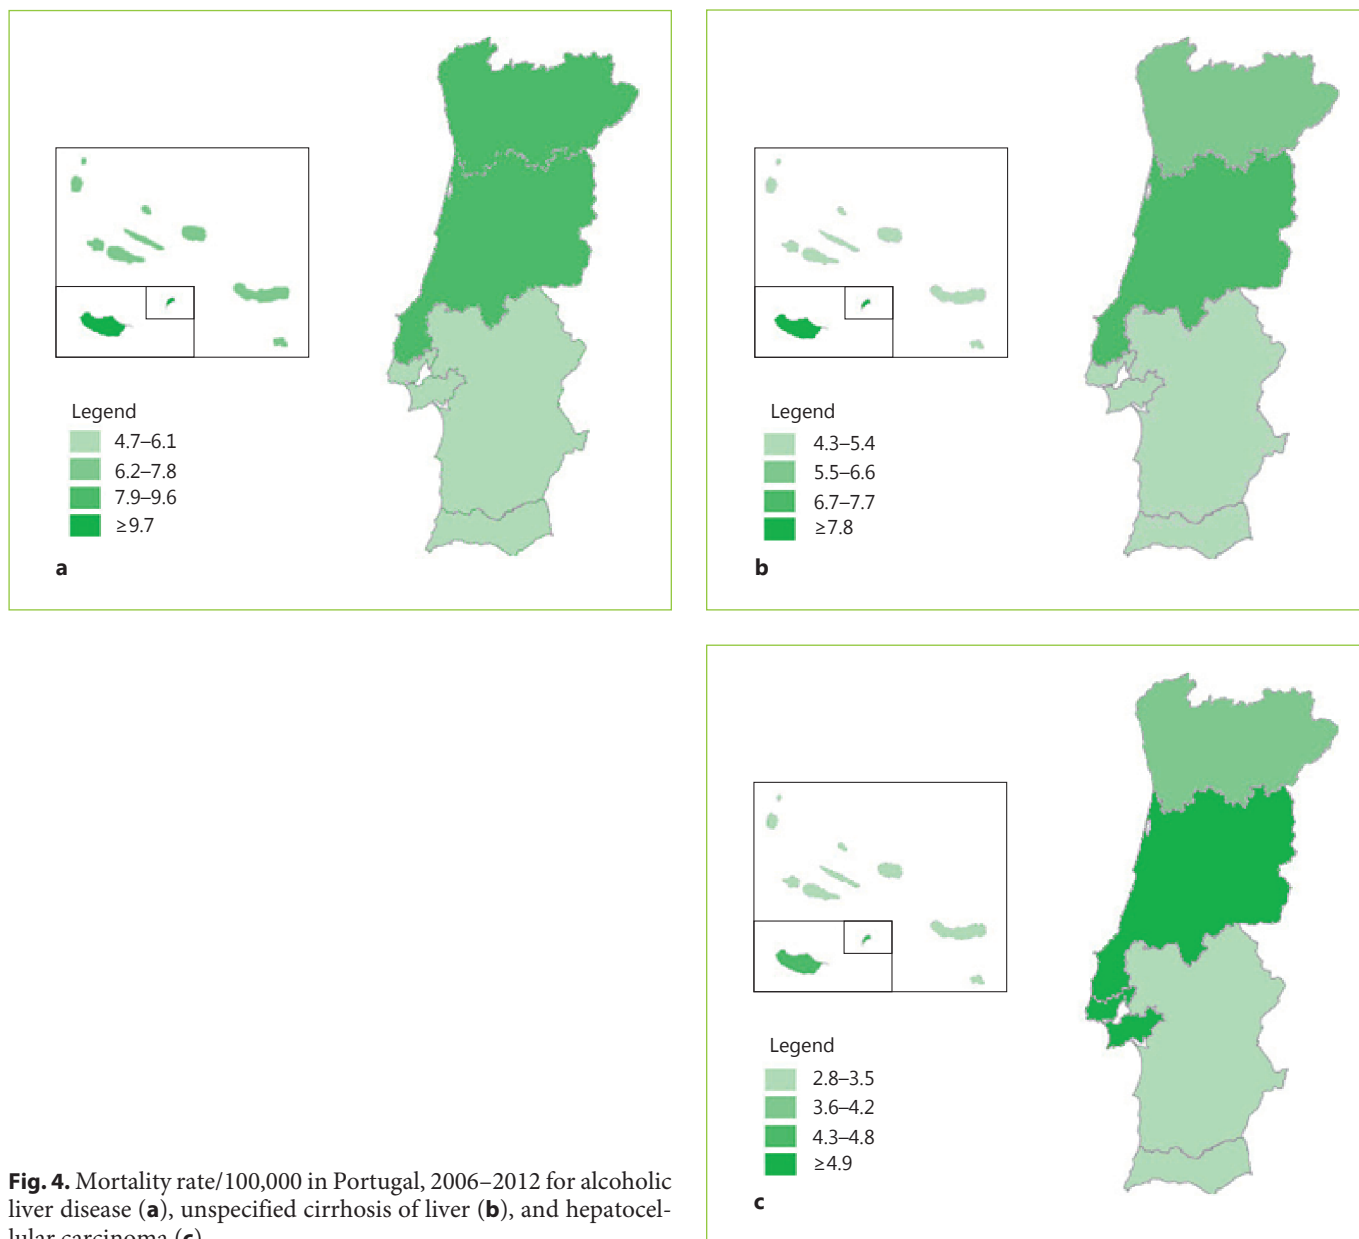 Legend
4.7–6.1
6.2–7.8
7.9–9.6
≥9.7
a
Legend
4.3–5.4
5.5–6.6
6.7–7.7
≥7.8
b
Legend
2.8–3.5
3.6–4.2
4.3–4.8
≥4.9
c
Fig. 4. Mortality rate/100,000 in Portugal, 2006–2012 for alcoholic
liver disease (a), unspecified cirrhosis of liver (b), and hepatocel-
lular carcinoma (c)